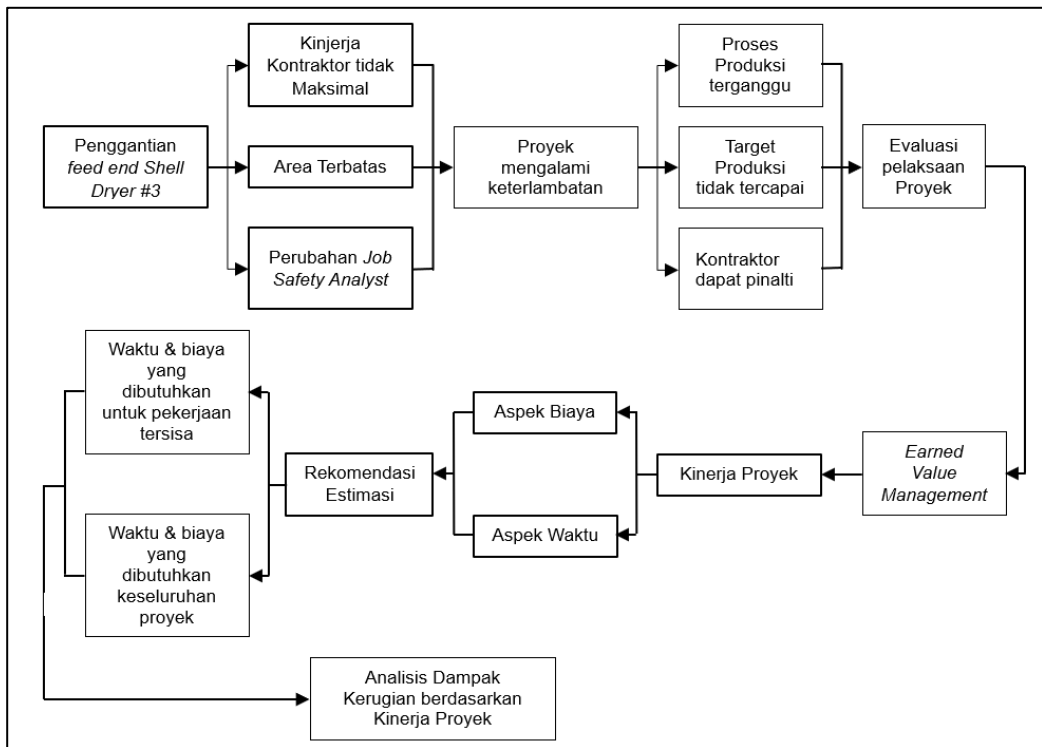 Penggantian
feed end Shell
Dryer #3
Kinjerja
Kontraktor tidak
Maksimal
Area Terbatas
Perubahan Job
Safety Analyst
Proyek
mengalami
keterlambatan
Proses
Produksi
terganggu
Target
Produksi
tidak tercapai
Kontraktor
dapat pinalti
Evaluasi
pelaksaan
Proyek
Earned
Value
Management
Kinerja Proyek
Aspek Biaya
Aspek Waktu
Rekomendasi
Estimasi
Waktu & biaya
yang
dibutuhkan
untuk pekerjaan
tersisa
Waktu & biaya
yang
dibutuhkan
keseluruhan
proyek
Analisis Dampak
Kerugian berdasarkan
Kinerja Proyek